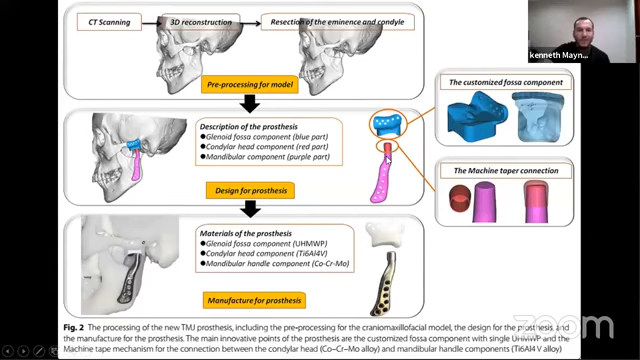 CT Scanning
3D reconstruction
Resection of the eminence and condyle
Pre-processing for model
kenneth Mayn...
The customized fossa component
Description of the prosthesis
●Glenoid fossa component (blue part)
●Condylar head component (red part)
●Mandibular component (purple part)
Design for prosthesis
The Machine taper connection
Materials of the prosthesis
●Glenoid fossa component (UHMWP)
●Condylar head component (Ti6Al4V)
●Mandibular handle component (Co-Cr-Mo)
Manufacture for prosthesis
zoom
Fig. 2 The processing of the new TMJ prosthesis, including the pre-processing for the craniomaxillofacial model, the design for the prosthesis, and
the manufacture for the prosthesis. The main innovative points of the prosthesis are the customized fossa component with single UHMWP and the
Machine tape mechanism for the connection between the condylar head (Co–Cr–Mo alloy) and mandibular handle components (Ti6Al4 V alloy)